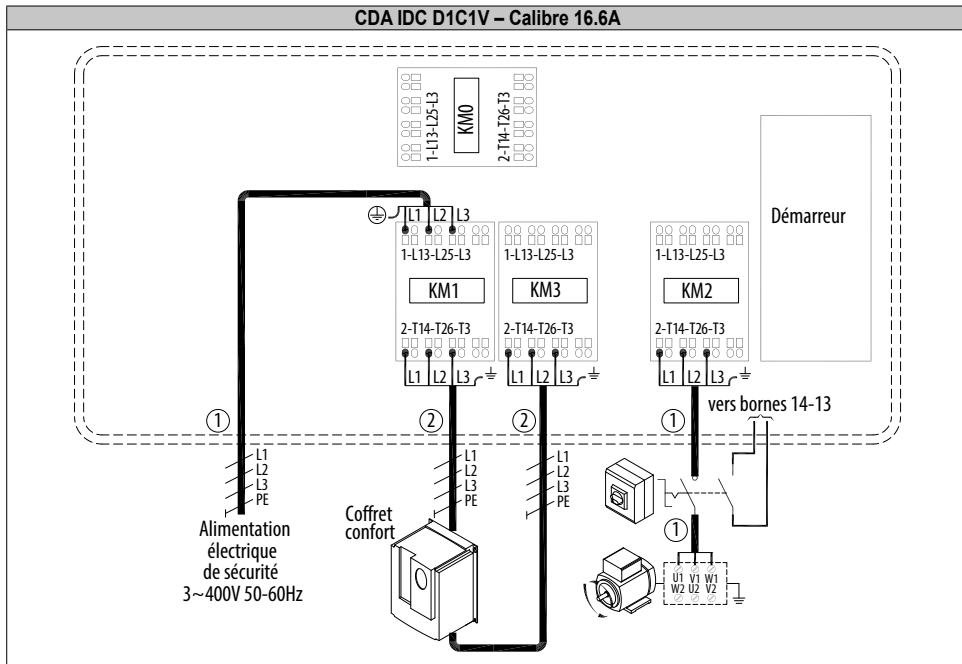 CDA IDC D1C1V – Calibre 16.6A
1-L13-L25-L3
KM0
2-T14-T26-T3
Démarreur
L1 L2 L3
1-L13-L25-L3
KM1
2-T14-T26-T3
L1 L2 L3
1-L13-L25-L3
KM3
2-T14-T26-T3
L1 L2 L3
1-L13-L25-L3
KM2
2-T14-T26-T3
L1 L2 L3
vers bornes 14-13
1
2
2
1
L1
L2
L3
PE
Alimentation
électrique
de sécurité
3~400V 50-60Hz
L1
L2
L3
PE
Coffret
confort
L1
L2
L3
PE
1
U1 V1 W1
W2 U2 V2